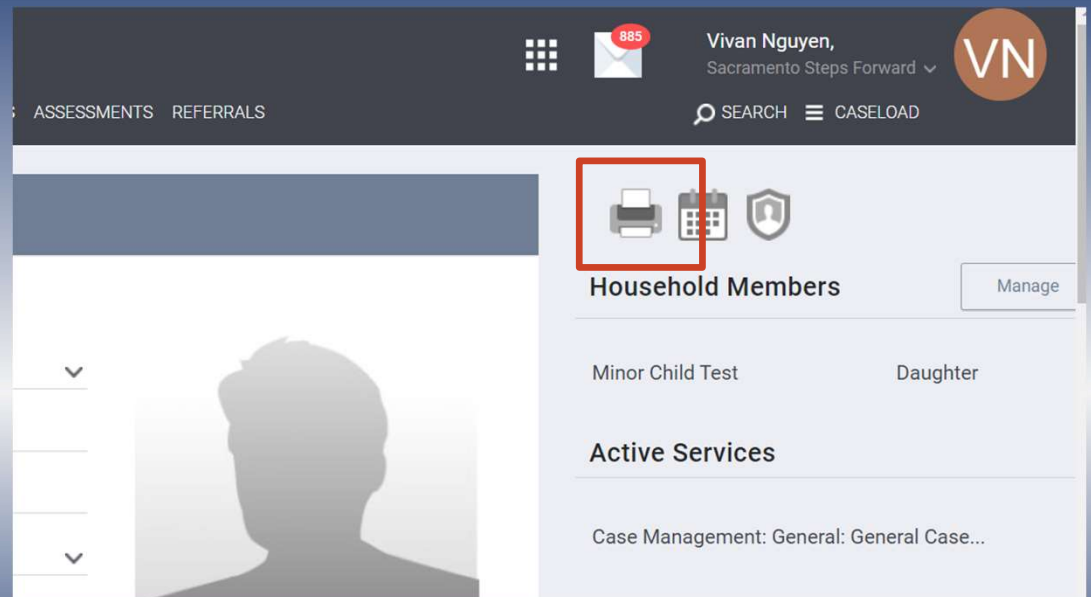 885
Vivan Nguyen,
Sacramento Steps Forward
VN
ASSESSMENTS REFERRALS
SEARCH CASELOAD
Household Members
Manage
Minor Child Test Daughter
Active Services
Case Management: General: General Case...